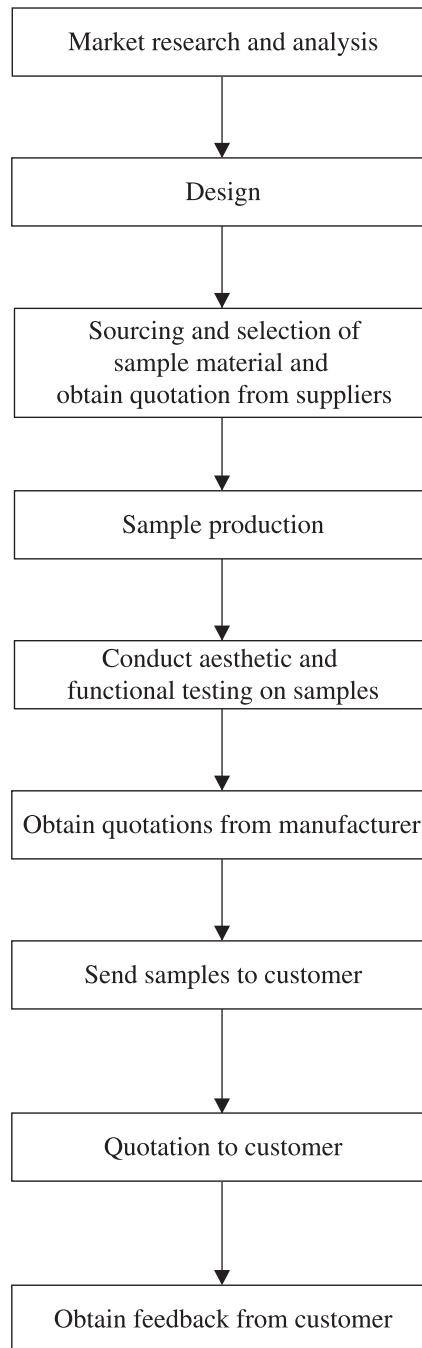 Market research and analysis
Design
Sourcing and selection of
sample material and
obtain quotation from suppliers
Sample production
Conduct aesthetic and
functional testing on samples
Obtain quotations from manufacturer
Send samples to customer
Quotation to customer
Obtain feedback from customer